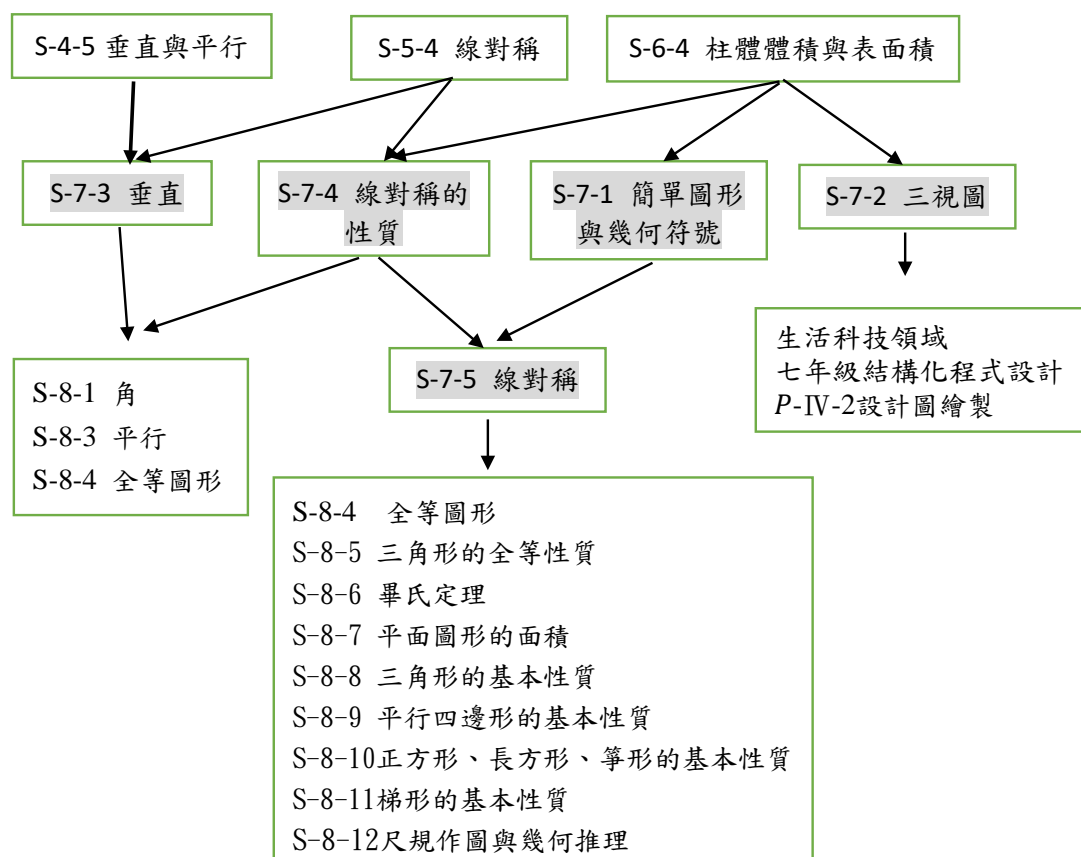 S-4-5 垂直與平行
S-5-4 線對稱
S-6-4 柱體體積與表面積
S-7-3 垂直
S-7-4 線對稱的
性質
S-7-1 簡單圖形
與幾何符號
S-7-2 三視圖
S-7-5 線對稱
生活科技領域
七年級結構化程式設計
P-Ⅳ-2設計圖繪製
S-8-1 角
S-8-3 平行
S-8-4 全等圖形
S-8-4 全等圖形
S-8-5 三角形的全等性質
S-8-6 畢氏定理
S-8-7 平面圖形的面積
S-8-8 三角形的基本性質
S-8-9 平行四邊形的基本性質
S-8-10正方形、長方形、箏形的基本性質
S-8-11梯形的基本性質
S-8-12尺規作圖與幾何推理